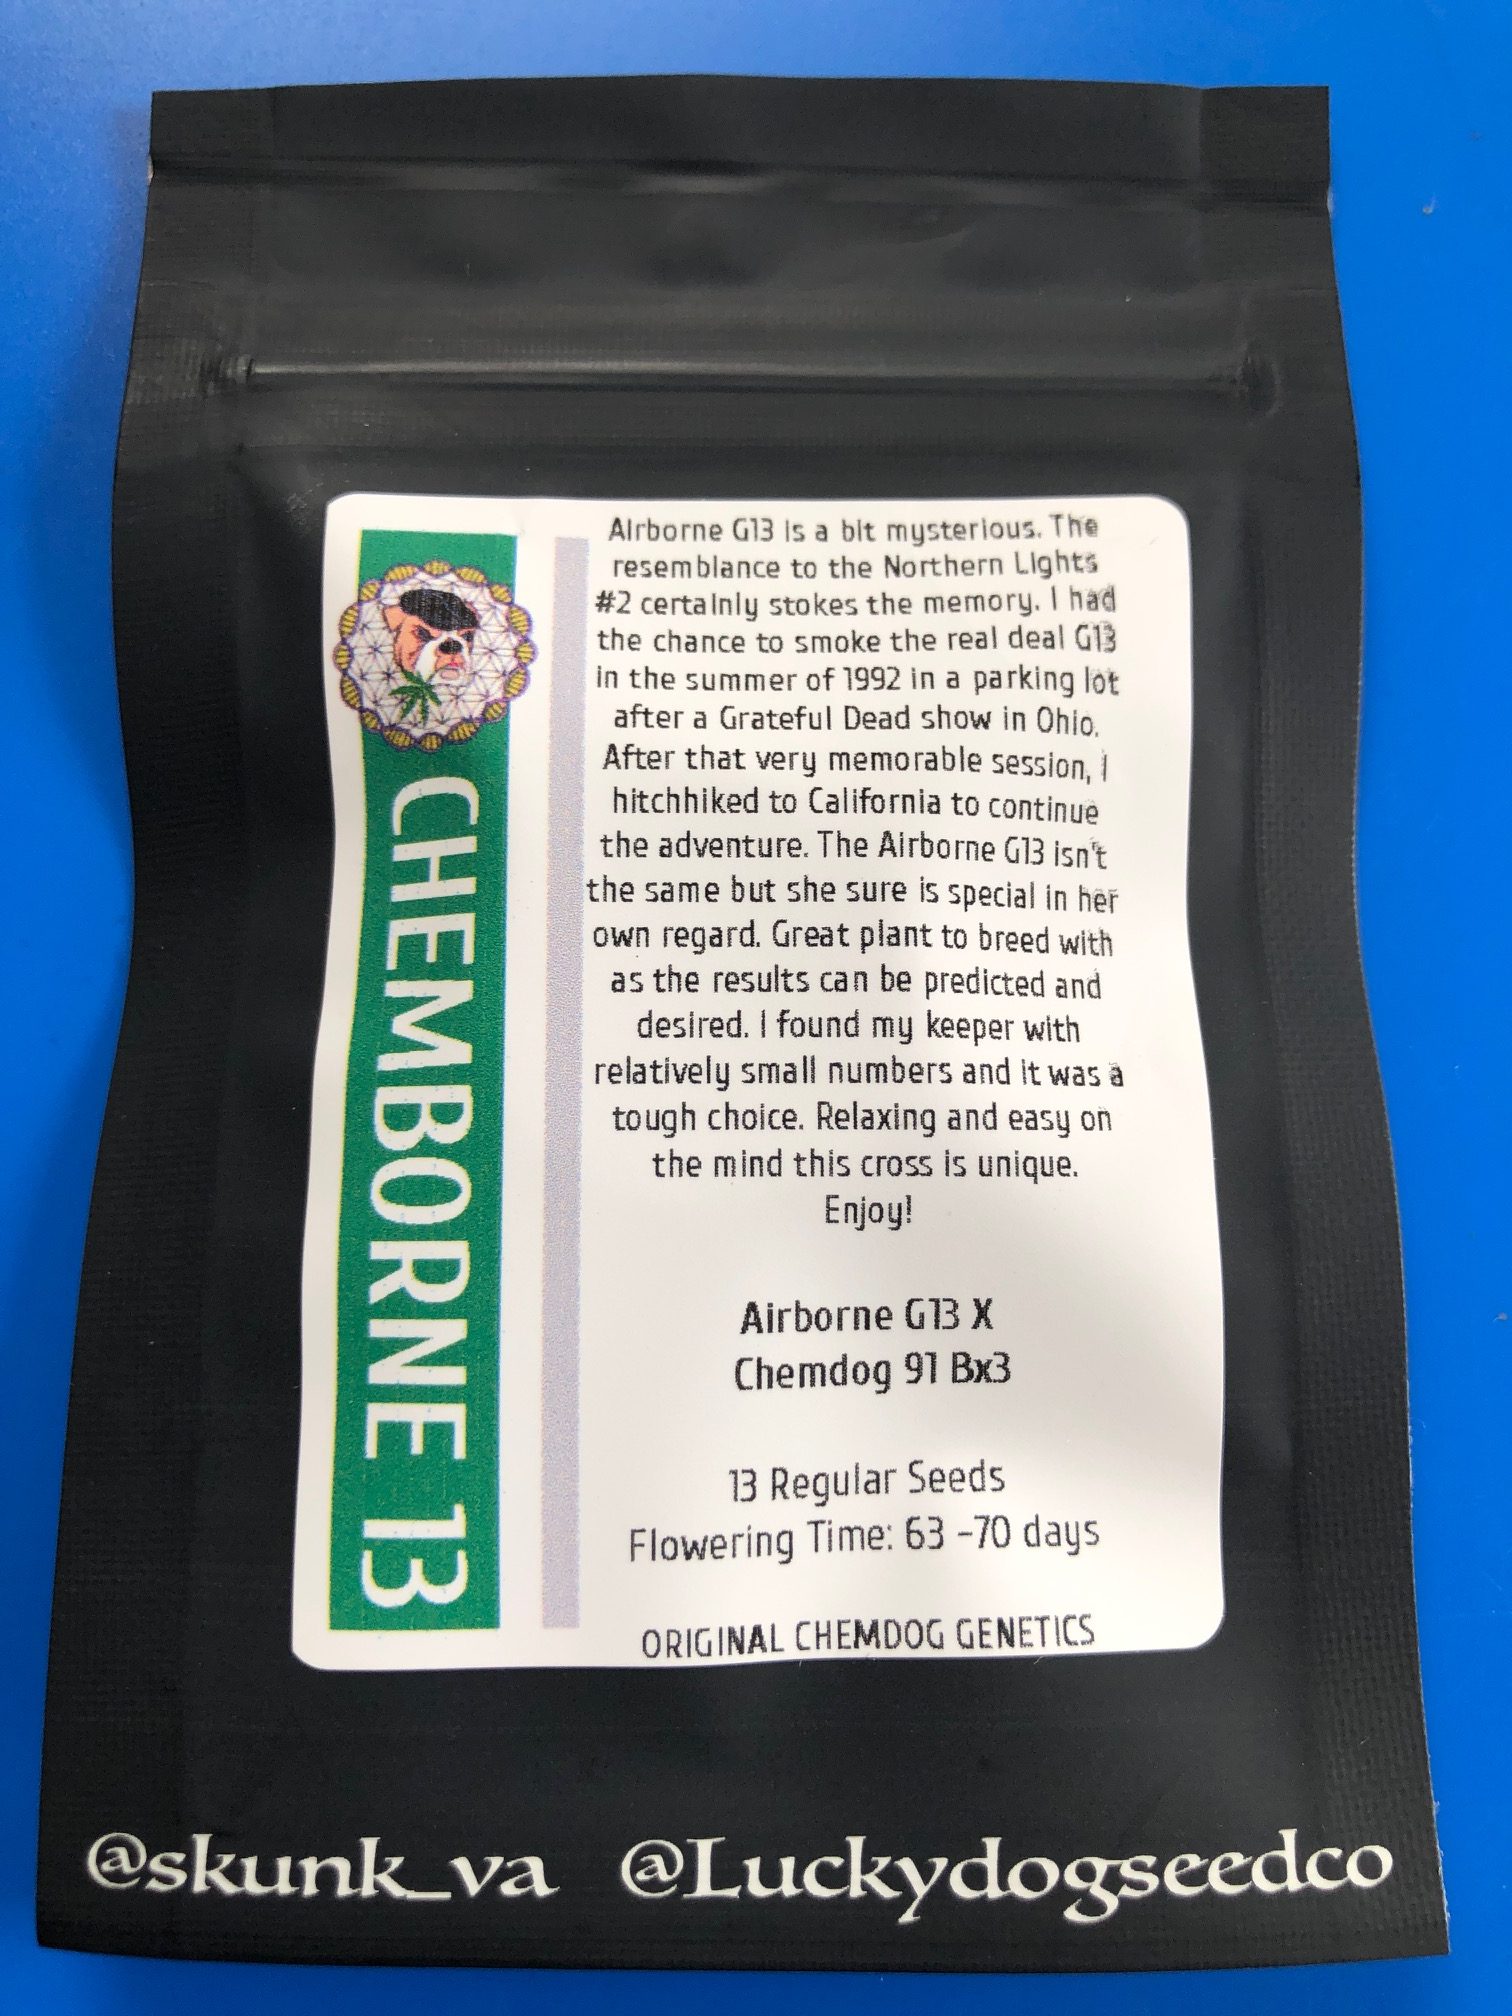 CHEMBORNE 13
Airborne G13 is a bit mysterious. The
resemblance to the Northern Lights
#2 certainly stokes the memory. I had
the chance to smoke the real deal G13
in the summer of 1992 in a parking lot
after a Grateful Dead show in Ohio.
After that very memorable session, I
hitchhiked to California to continue
the adventure. The Airborne G13 isn't
the same but she sure is special in her
own regard. Great plant to breed with
as the results can be predicted and
desired. I found my keeper with
relatively small numbers and it was a
tough choice. Relaxing and easy on
the mind this cross is unique.
Enjoy!
Airborne G13 X
Chemdog 91 Bx3
13 Regular Seeds
Flowering Time: 63 -70 days
ORIGINAL CHEMDOG GENETICS
@skunk_va @Luckydogseedco